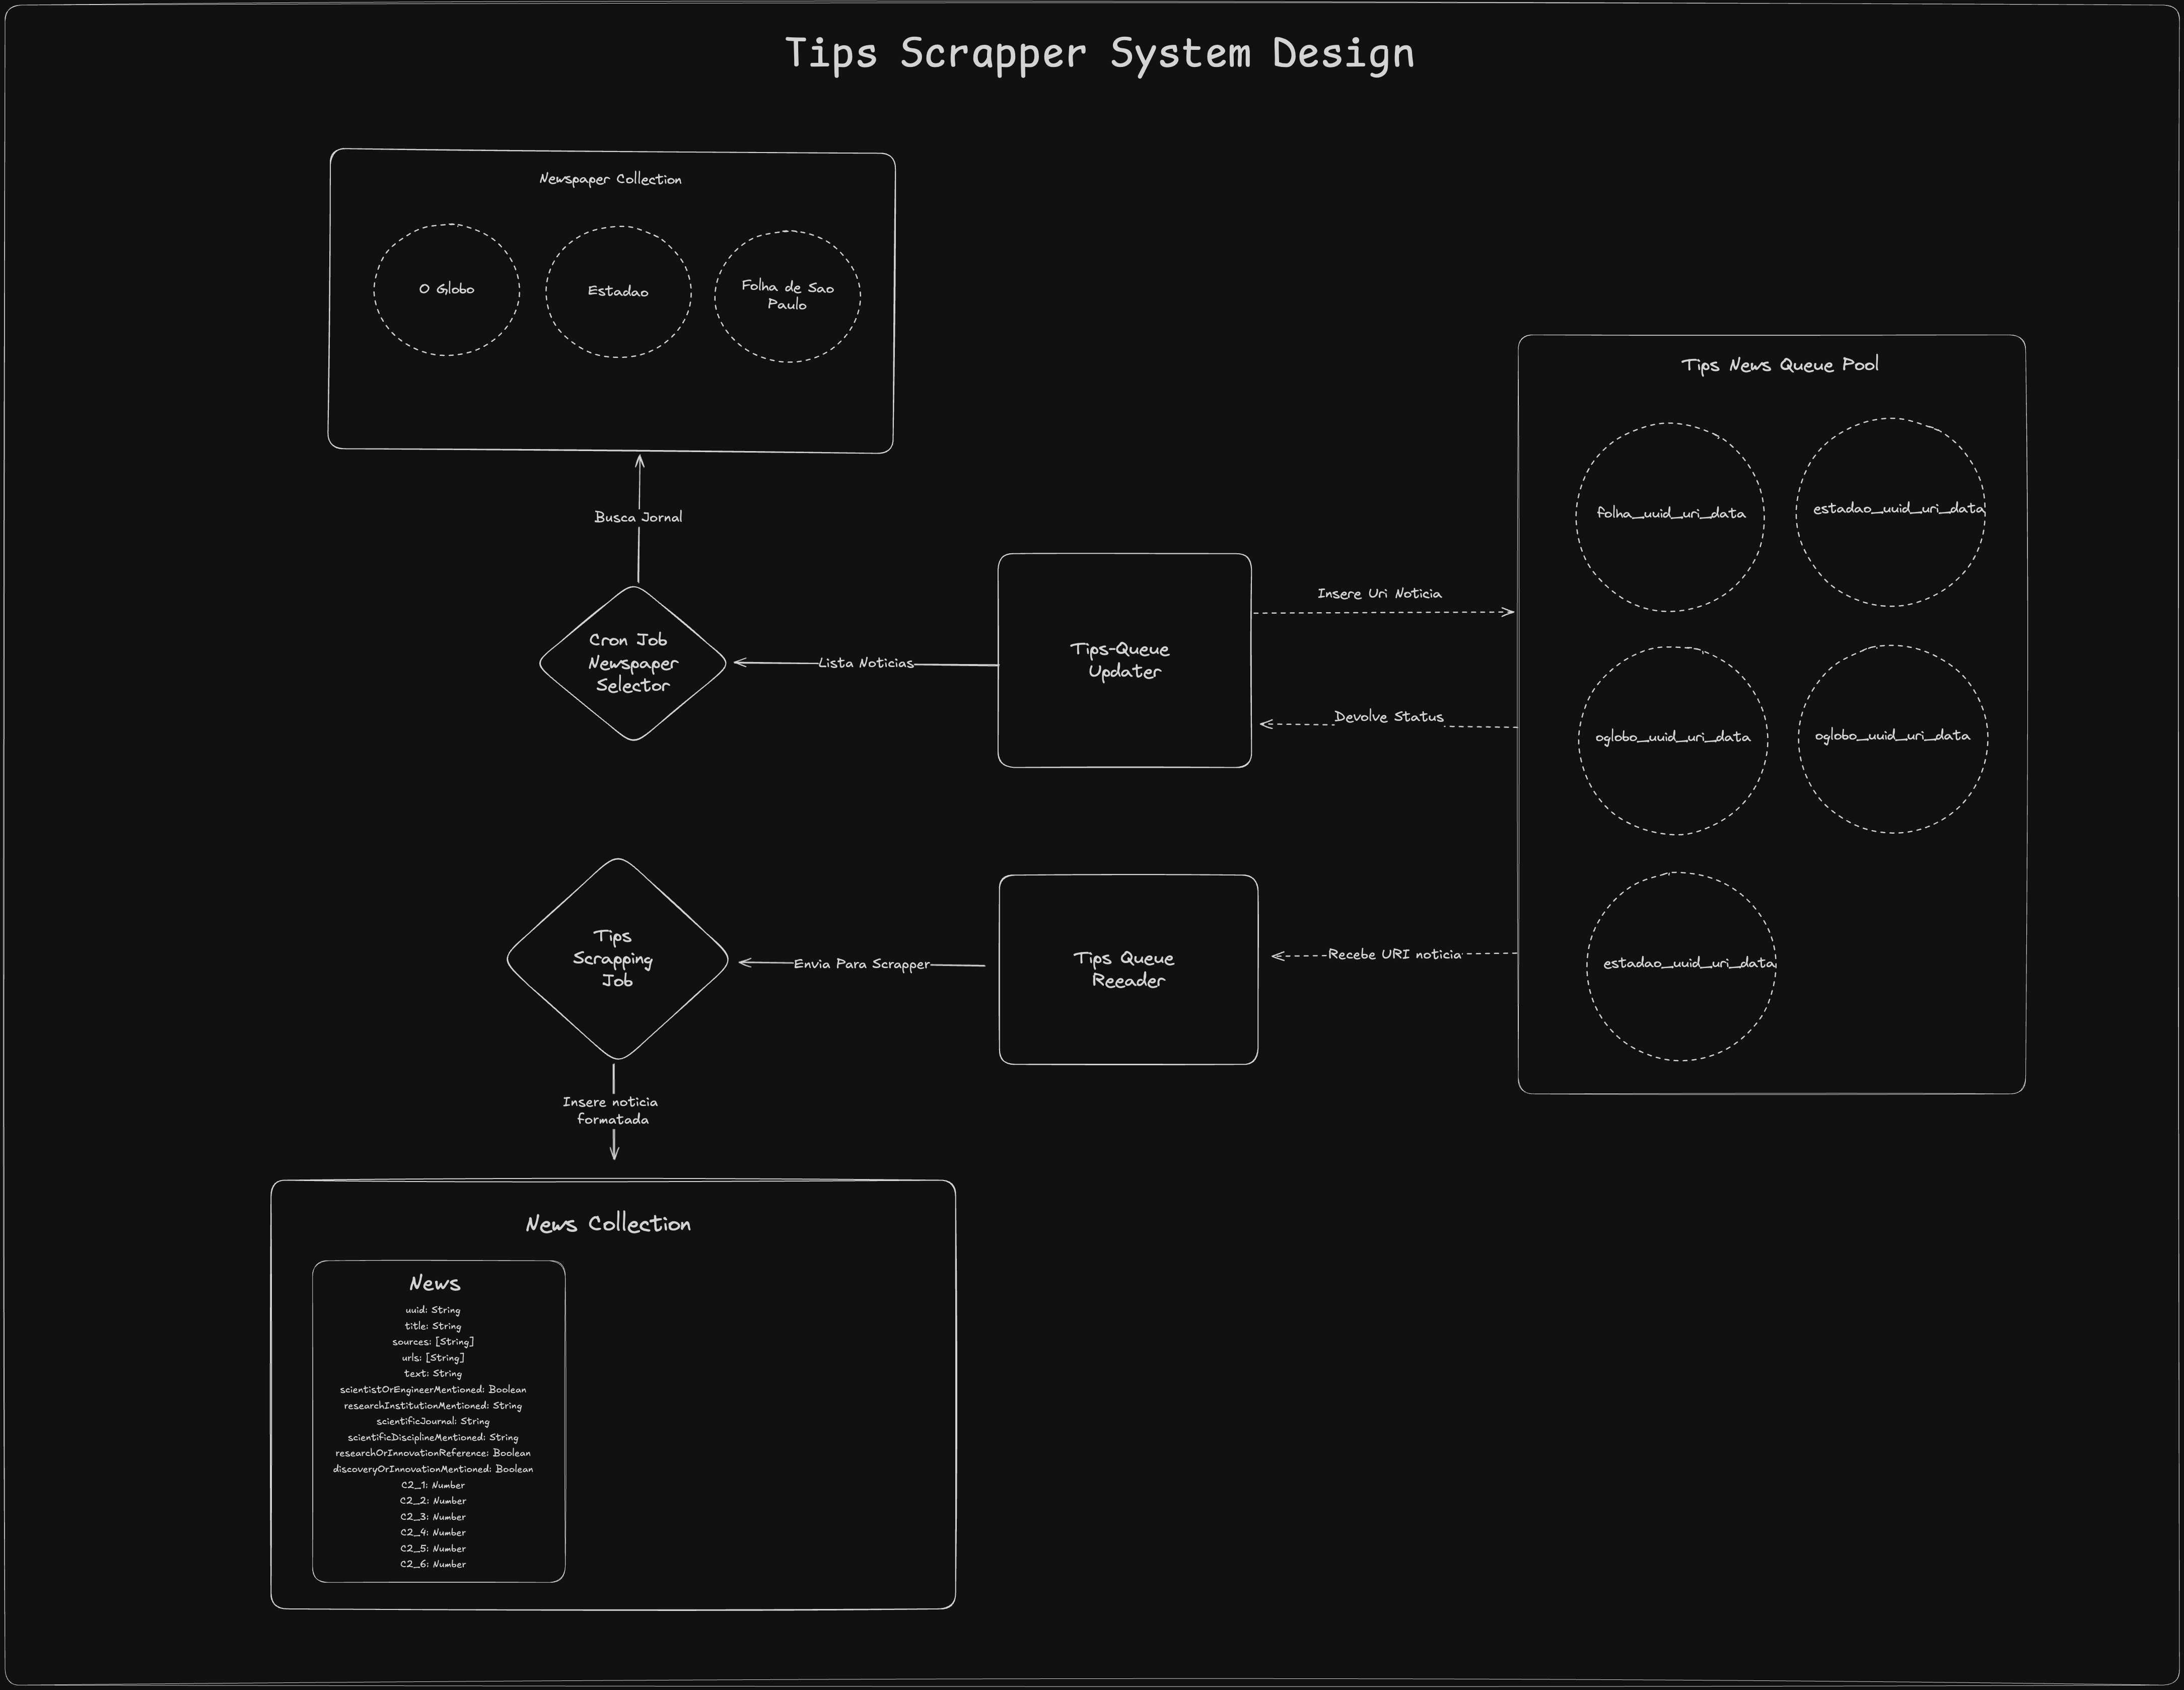 Tips Scrapper System Design
Newspaper Collection
O Globo
Estadao
Folha de Sao
Paulo
Busca Jornal
Cron Job
Newspaper
Selector
Lista Noticias
Tips-Queue
Updater
Insere Uri Noticia
Devolve Status
Tips News Queue Pool
folha_uuid_uri_data
estadao_uuid_uri_data
oglobo_uuid_uri_data
oglobo_uuid_uri_data
estadao_uuid_uri_data
Recebe URI noticia
Tips Queue
Reeader
Envia Para Scrapper
Tips
Scrapping
Job
Insere noticia
formatada
News Collection
News
uuid: String
title: String
sources: [String]
urls: [String]
text: String
scientistOrEngineerMentioned: Boolean
researchInstitutionMentioned: String
scientificJournal: String
scientificDisciplineMentioned: String
researchOrInnovationReference: Boolean
discoveryOrInnovationMentioned: Boolean
C2_1: Number
C2_2: Number
C2_3: Number
C2_4: Number
C2_5: Number
C2_6: Number